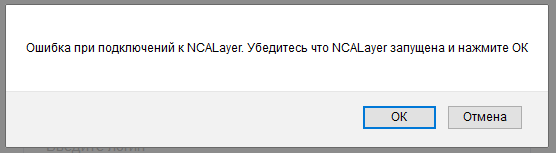 Ошибка при подключений к NCALayer. Убедитесь что NCALayer запущена и нажмите ОК
ОК
Отмена